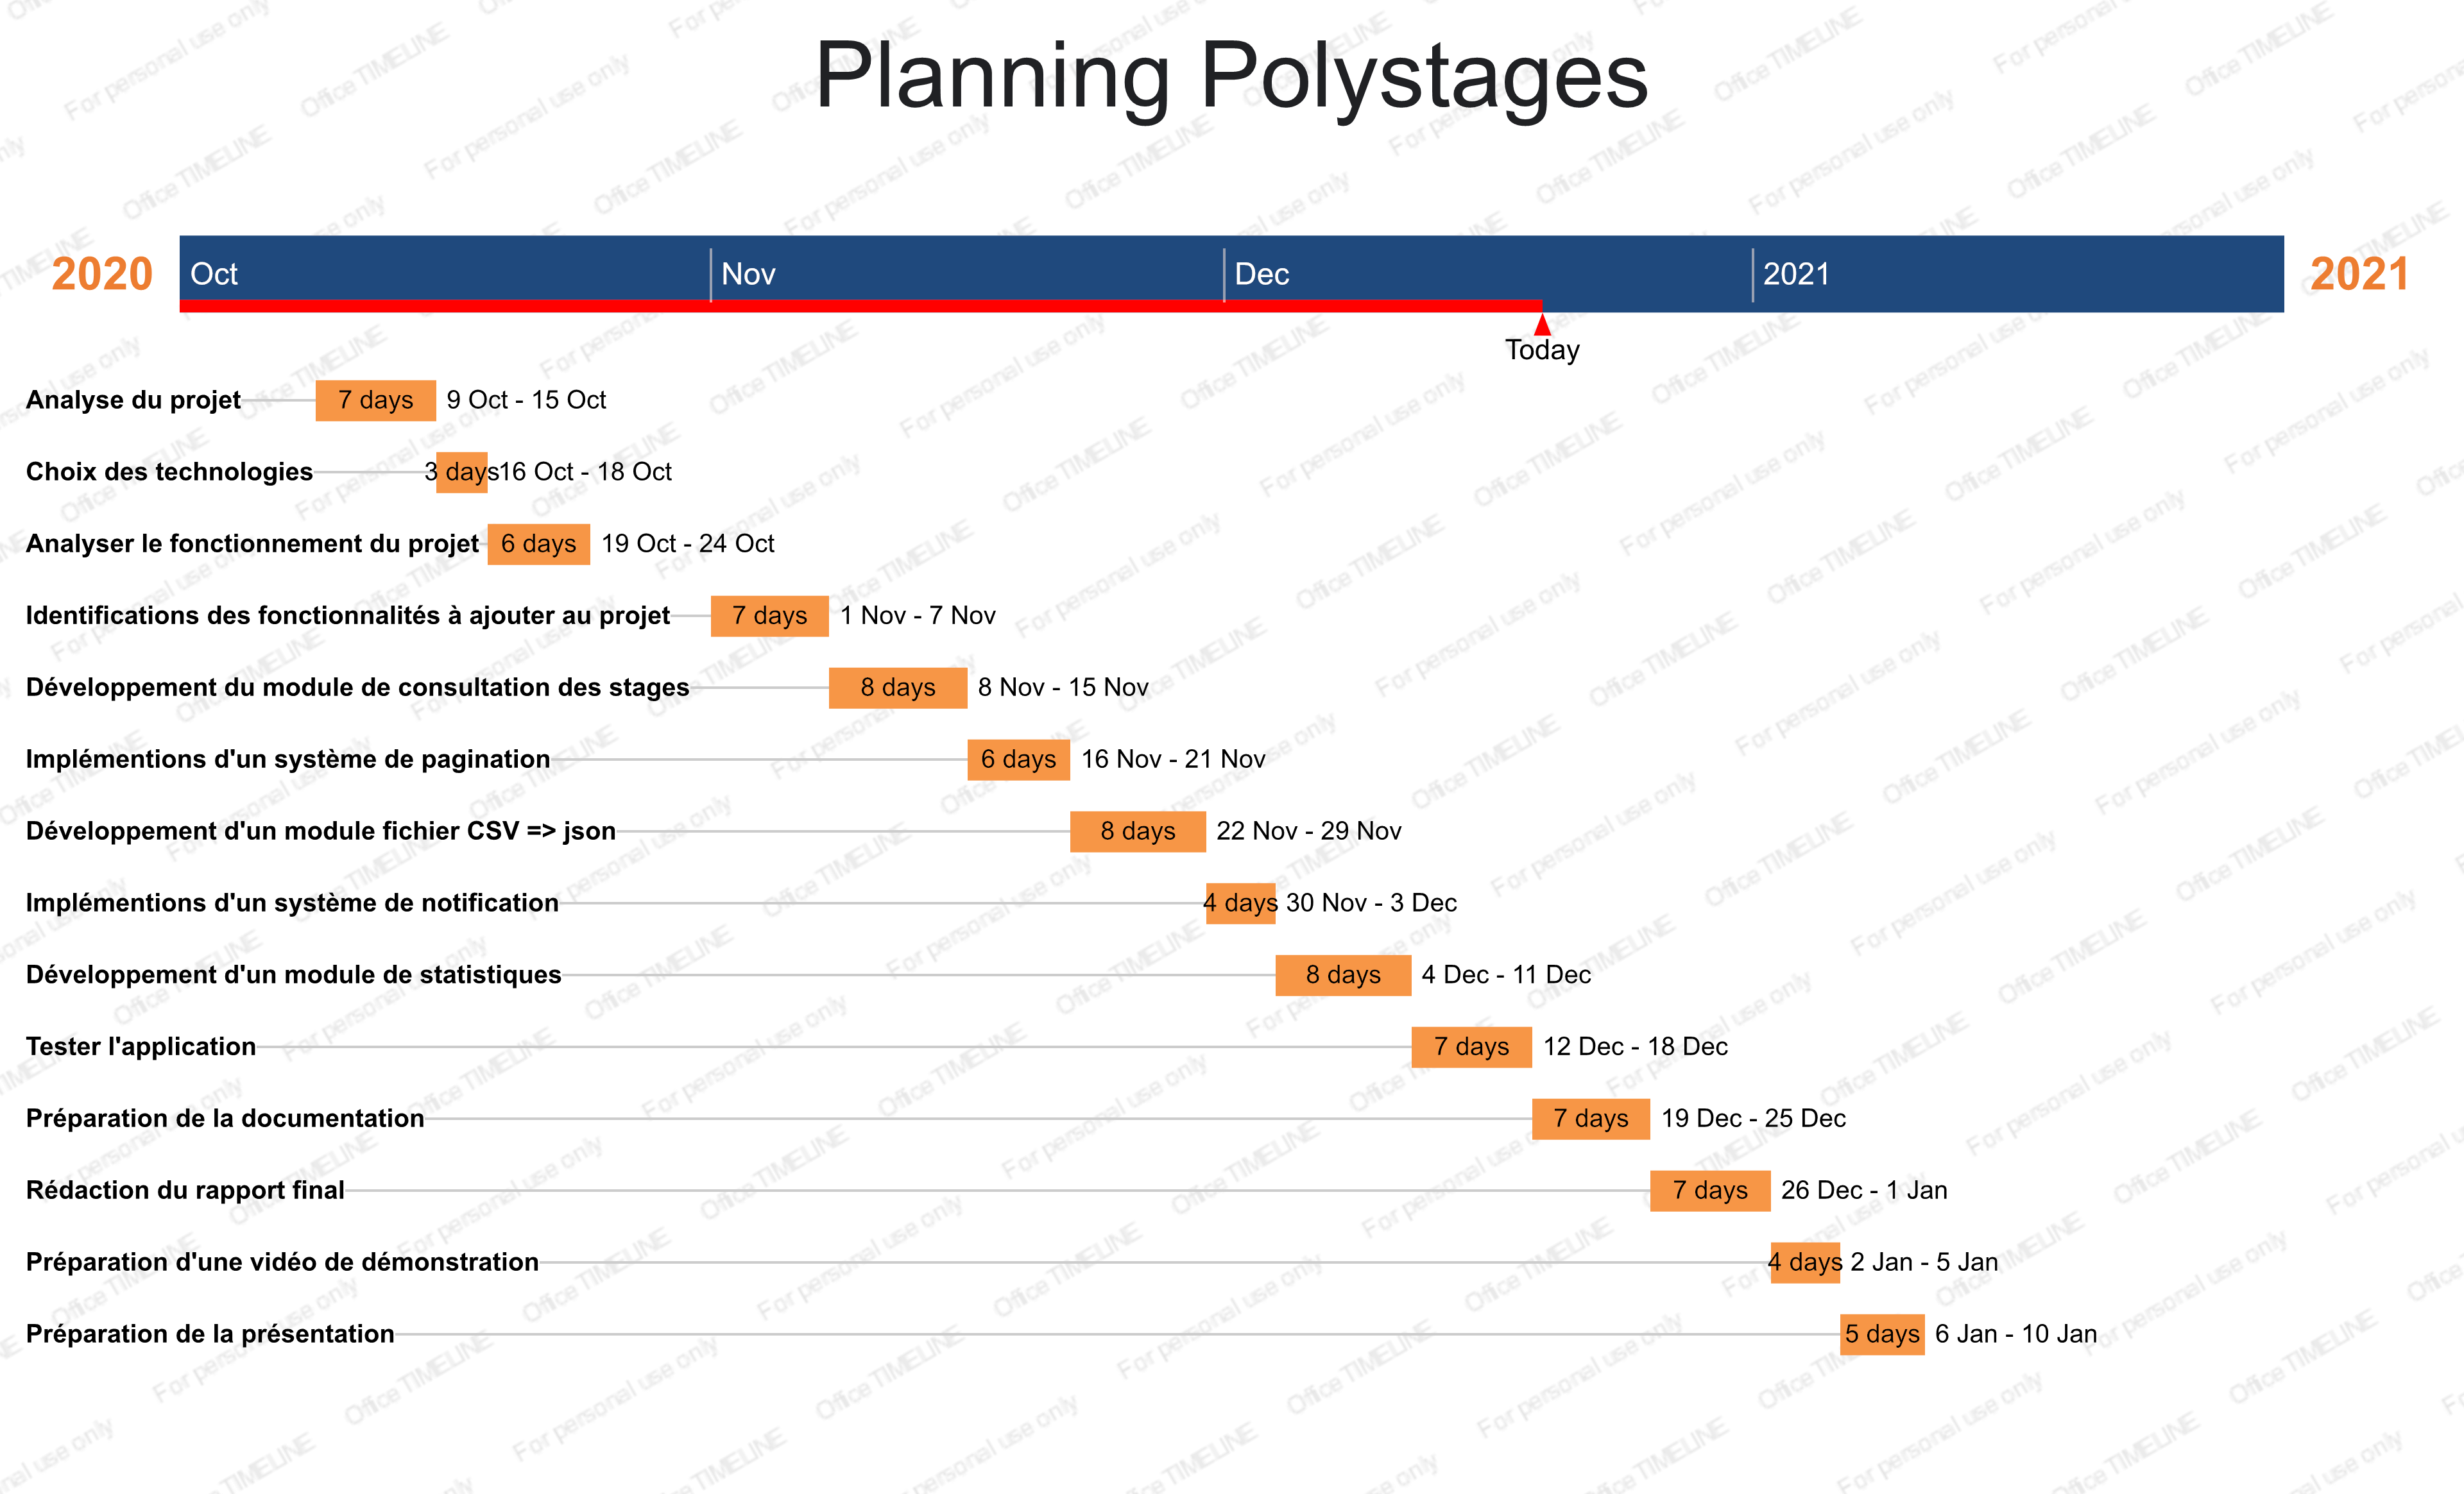 Planning Polystages
2020 Oct Nov Dec 2021 2021
Today
Analyse du projet 7 days 9 Oct - 15 Oct
Choix des technologies 3 days 16 Oct - 18 Oct
Analyser le fonctionnement du projet 6 days 19 Oct - 24 Oct
Identifications des fonctionnalités à ajouter au projet 7 days 1 Nov - 7 Nov
Développement du module de consultation des stages 8 days 8 Nov - 15 Nov
Implémentions d'un système de pagination 6 days 16 Nov - 21 Nov
Développement d'un module fichier CSV => json 8 days 22 Nov - 29 Nov
Implémentions d'un système de notification 4 days 30 Nov - 3 Dec
Développement d'un module de statistiques 8 days 4 Dec - 11 Dec
Tester l'application 7 days 12 Dec - 18 Dec
Préparation de la documentation 7 days 19 Dec - 25 Dec
Rédaction du rapport final 7 days 26 Dec - 1 Jan
Préparation d'une vidéo de démonstration 4 days 2 Jan - 5 Jan
Préparation de la présentation 5 days 6 Jan - 10 Jan
Office TIMELINE For personal use only